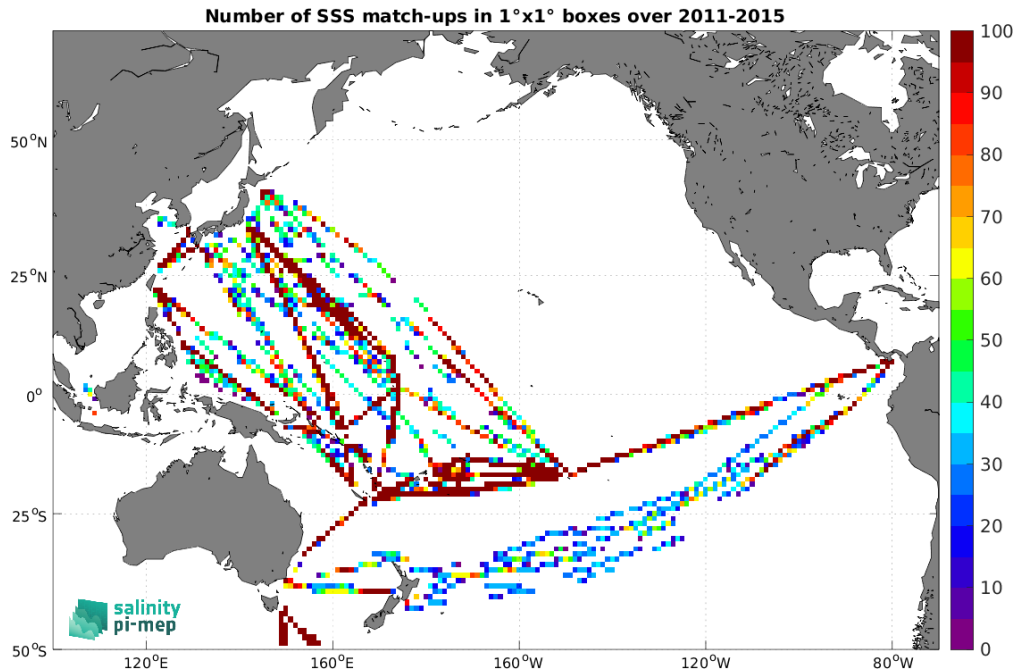 Number of SSS match-ups in 1°x1° boxes over 2011-2015
100
90
80
70
60
50
40
30
20
10
0
50°N
25°N
0°
25°S
50°S
120°E
160°E
160°W
120°W
80°W
salinity
pi-mep